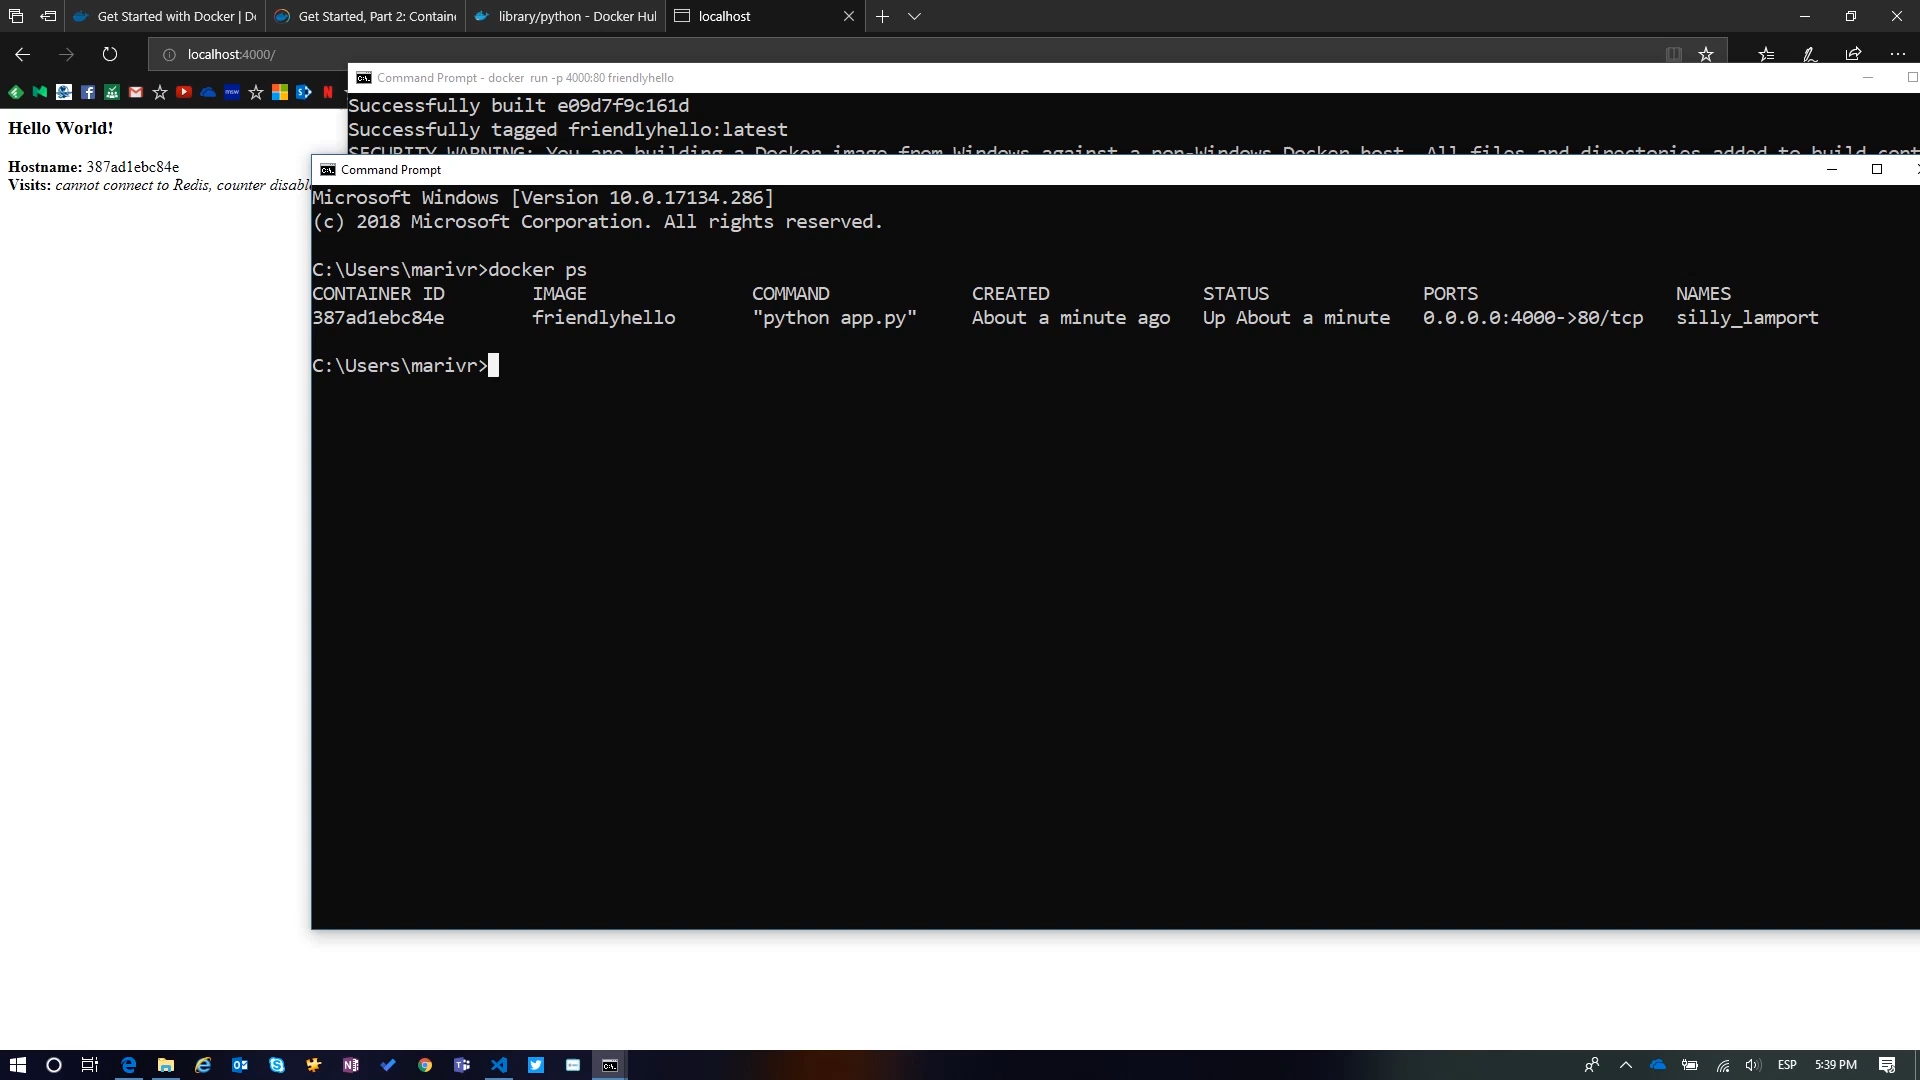 Get Started with Docker | D
Get Started, Part 2: Contain
library/python - Docker Hu
localhost
localhost:4000/
msw
Command Prompt - docker run -p 4000:80 friendlyhello
Successfully built e09d7f9c161d
Successfully tagged friendlyhello:latest
SECURITY WARNING: You are building a Docker image from Windows against a non-Windows Docker host. All files and directories added to build cont
Hello World!
Hostname: 387ad1ebc84e
Visits: cannot connect to Redis, counter disabl
Command Prompt
Microsoft Windows [Version 10.0.17134.286]
(c) 2018 Microsoft Corporation. All rights reserved.
C:\Users\marivr>docker ps
CONTAINER ID IMAGE COMMAND CREATED STATUS PORTS NAMES
387ad1ebc84e friendlyhello "python app.py" About a minute ago Up About a minute 0.0.0.0:4000->80/tcp silly_lamport
C:\Users\marivr>
ESP 5:39 PM